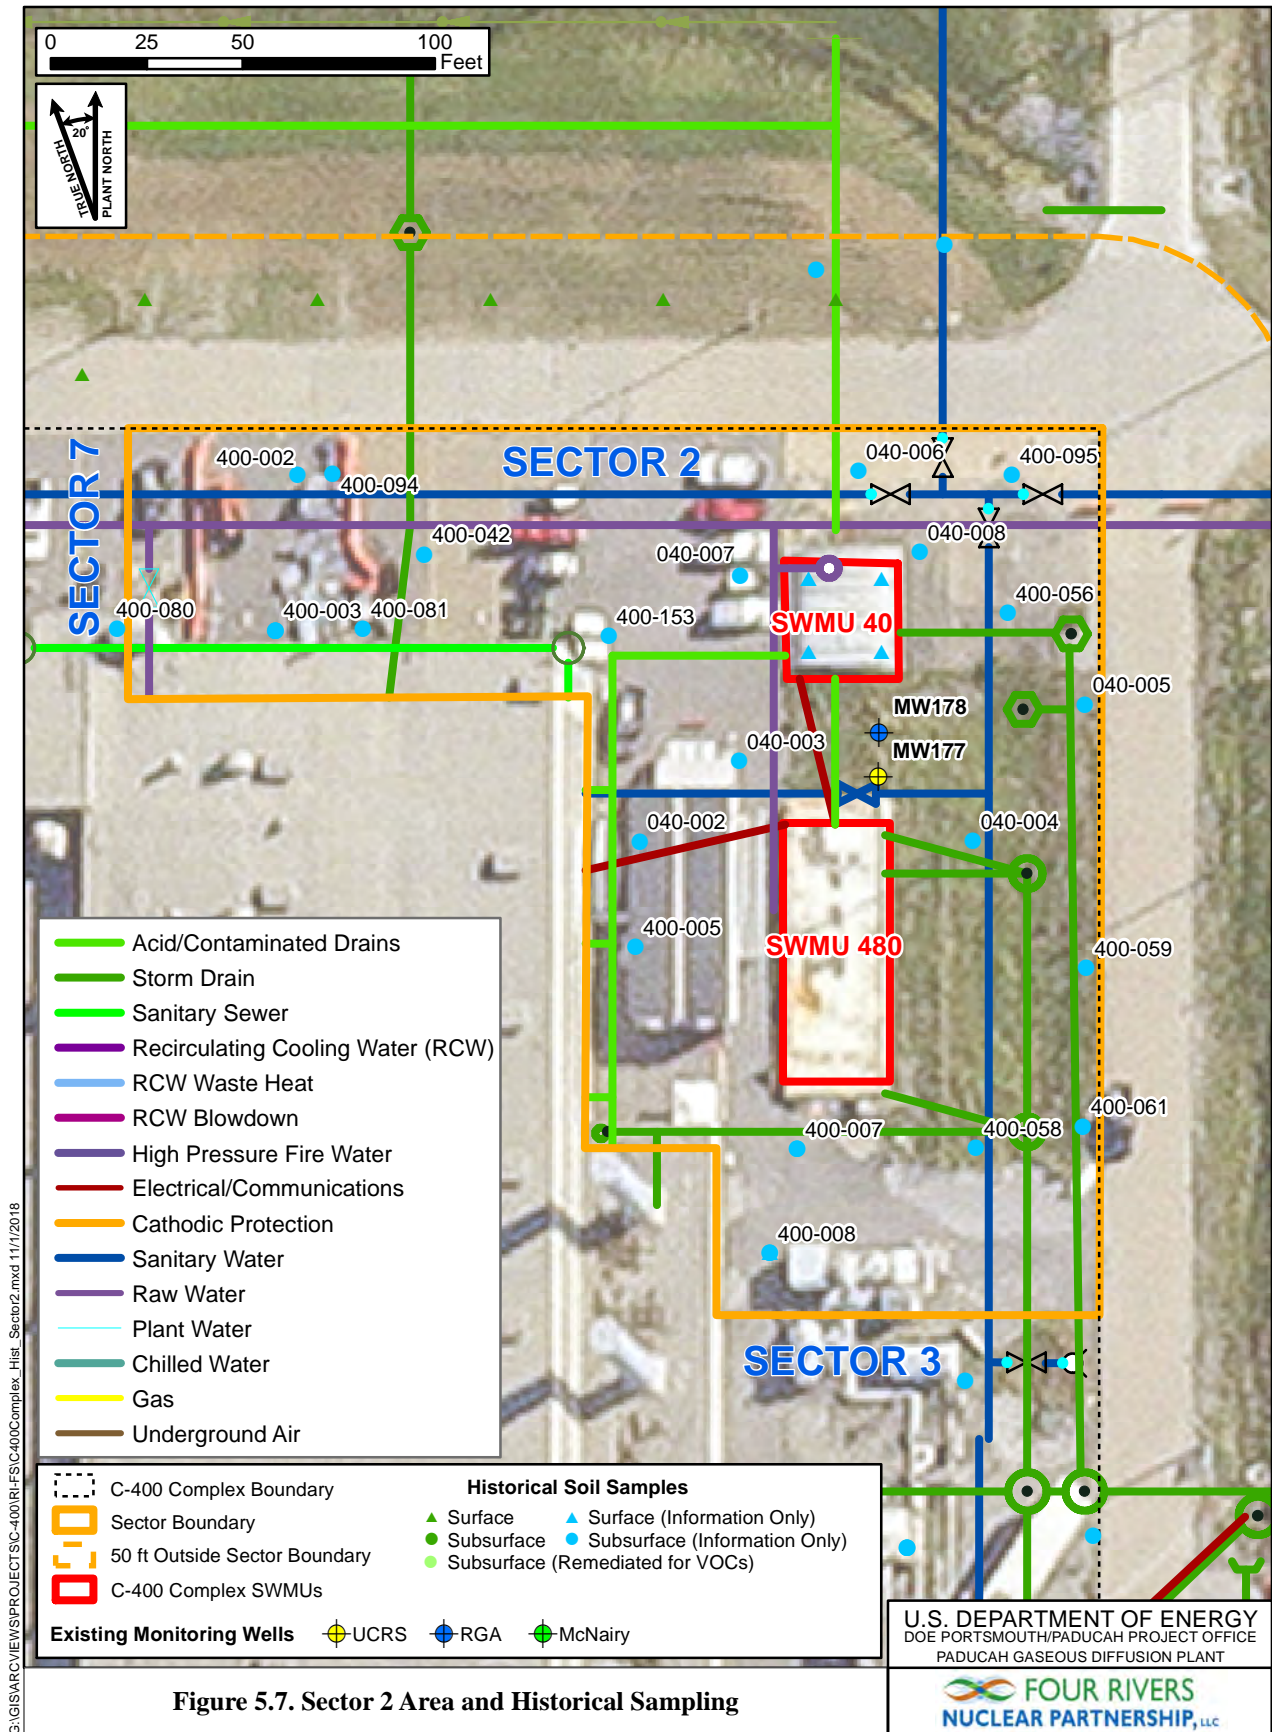 0 25 50 100
Feet
20°
TRUE NORTH
PLANT NORTH
SECTOR 7
SECTOR 2
400-002
400-094
040-006
400-095
400-042
040-007
040-008
400-080
400-003
400-081
400-153
400-056
SWMU 40
040-005
MW178
MW177
040-003
040-002
040-004
400-005
SWMU 480
400-059
400-061
400-007
400-058
400-008
SECTOR 3
Acid/Contaminated Drains
Storm Drain
Sanitary Sewer
Recirculating Cooling Water (RCW)
RCW Waste Heat
RCW Blowdown
High Pressure Fire Water
Electrical/Communications
Cathodic Protection
Sanitary Water
Raw Water
Plant Water
Chilled Water
Gas
Underground Air
C-400 Complex Boundary
Sector Boundary
50 ft Outside Sector Boundary
C-400 Complex SWMUs
Historical Soil Samples
Surface
Surface (Information Only)
Subsurface
Subsurface (Information Only)
Subsurface (Remediated for VOCs)
Existing Monitoring Wells UCRS RGA McNairy
U.S. DEPARTMENT OF ENERGY
DOE PORTSMOUTH/PADUCAH PROJECT OFFICE
PADUCAH GASEOUS DIFFUSION PLANT
FOUR RIVERS
NUCLEAR PARTNERSHIP, LLC
Figure 5.7. Sector 2 Area and Historical Sampling
G:\GIS\ARCVIEWS\PROJECTS\C-400\RI-FS\C400Complex_Hist_Sector2.mxd 11/1/2018